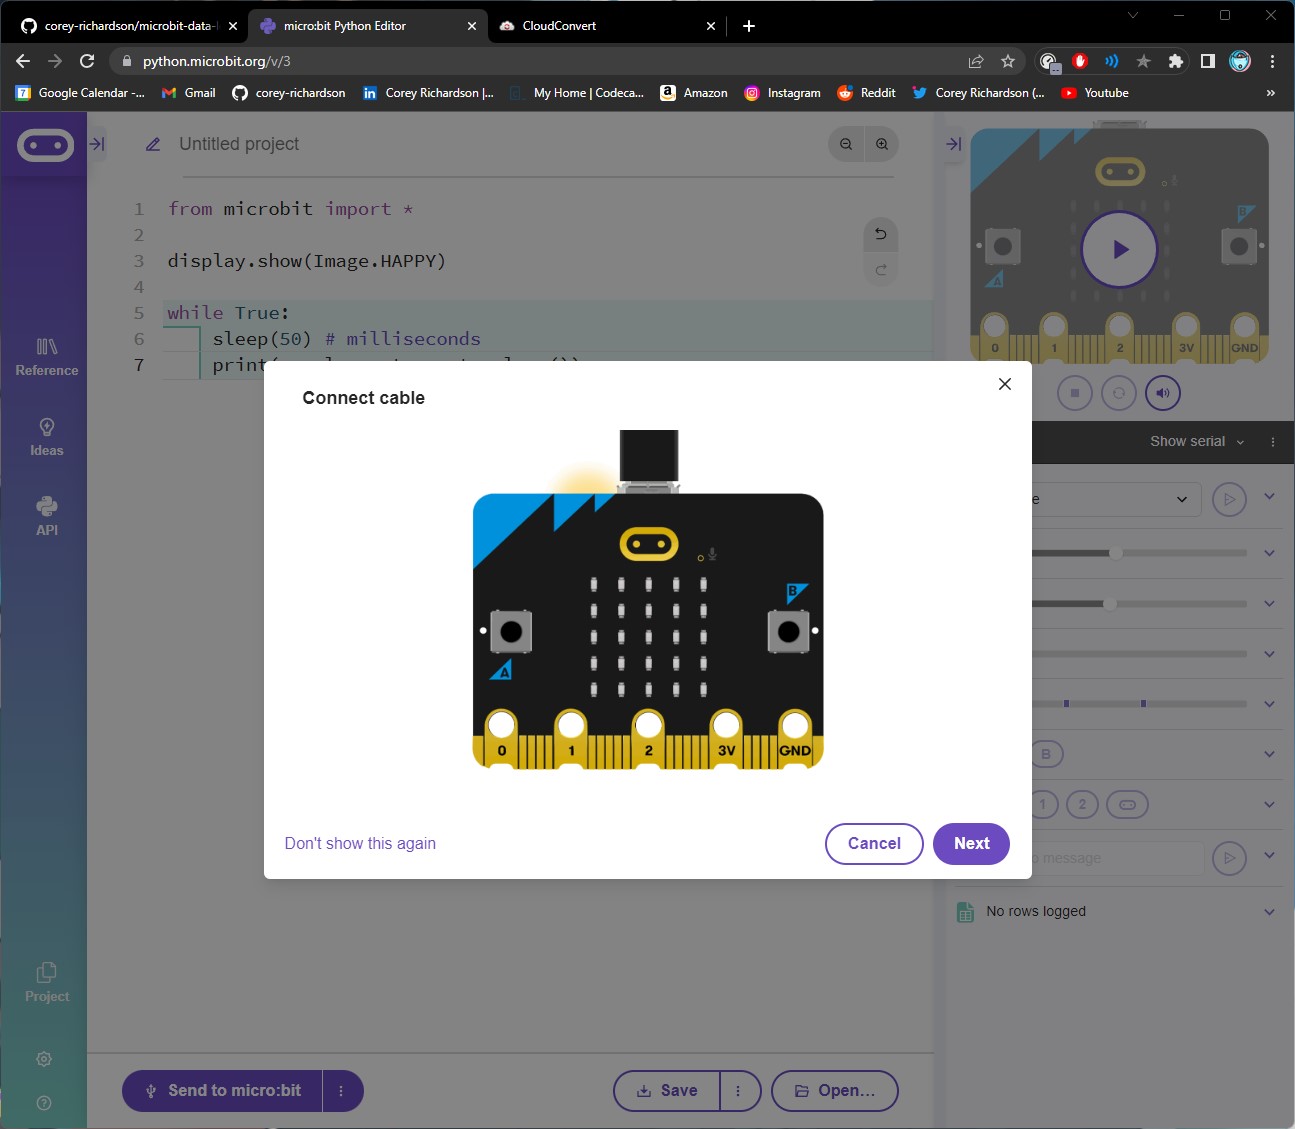 corey-richardson/microbit-data-l
micro:bit Python Editor
CloudConvert
python.microbit.org/v/3
Google Calendar -...
Gmail
corey-richardson
Corey Richardson |...
My Home | Codeca...
Amazon
Instagram
Reddit
Corey Richardson (...
Youtube
»
Untitled project
1 from microbit import *
2
3 display.show(Image.HAPPY)
4
5 while True:
6 sleep(50) # milliseconds
7 print(
Reference
Ideas
API
Project
B
A
0 1 2 3V GND
Show serial
Connect cable
B
A
0 1 2 3V GND
Don't show this again
Cancel
Next
B
1 2
message
No rows logged
Send to micro:bit
Save
Open...